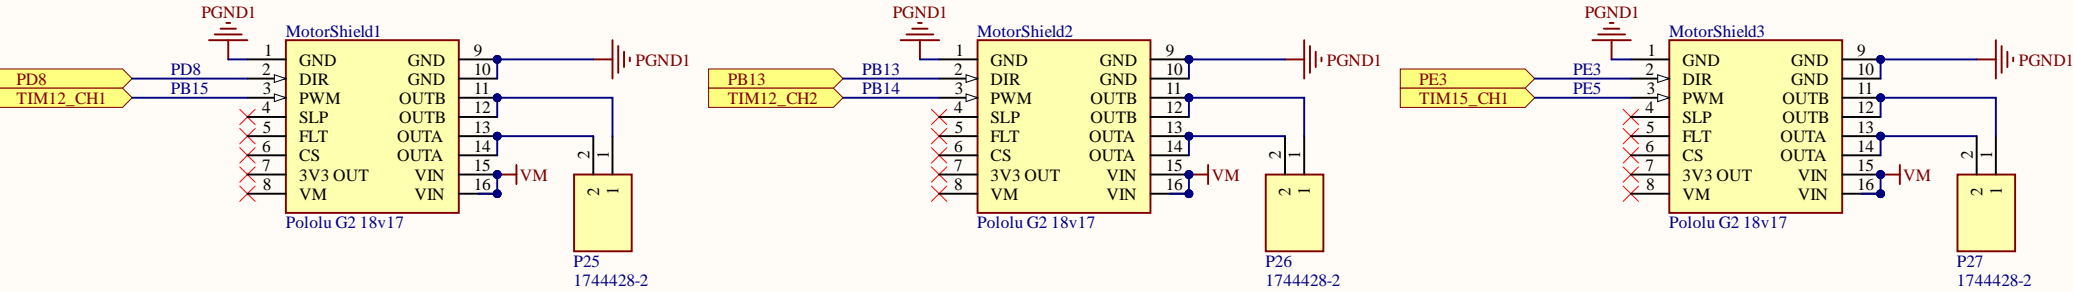 PGND1
MotorShield1
1 GND GND 9 PGND1
PD8 PD8 2 DIR GND 10
TIM12_CH1 PB15 3 PWM OUTB 11
4 SLP OUTB 12
5 FLT OUTA 13
6 CS OUTA 14
7 3V3 OUT VIN 15 VM
8 VM VIN 16
Pololu G2 18v17
2 1
2 1
P25
1744428-2
PGND1
MotorShield2
1 GND GND 9 PGND1
PB13 PB13 2 DIR GND 10
TIM12_CH2 PB14 3 PWM OUTB 11
4 SLP OUTB 12
5 FLT OUTA 13
6 CS OUTA 14
7 3V3 OUT VIN 15 VM
8 VM VIN 16
Pololu G2 18v17
2 1
2 1
P26
1744428-2
PGND1
MotorShield3
1 GND GND 9 PGND1
PE3 PE3 2 DIR GND 10
TIM15_CH1 PE5 3 PWM OUTB 11
4 SLP OUTB 12
5 FLT OUTA 13
6 CS OUTA 14
7 3V3 OUT VIN 15 VM
8 VM VIN 16
Pololu G2 18v17
2 1
2 1
P27
1744428-2